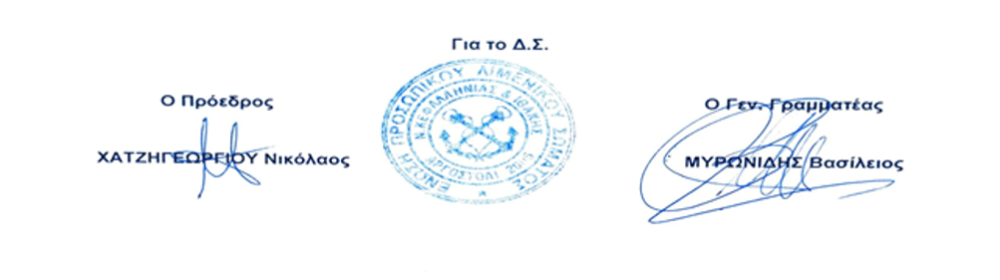 Για το Δ.Σ.
Ο Πρόεδρος
ΧΑΤΖΗΓΕΩΡΓΙΟΥ Νικόλαος
ΕΝΩΣΗ ΠΡΟΣΩΠΙΚΟΥ ΛΙΜΕΝΙΚΟΥ ΣΩΜΑΤΟΣ
Ν.ΚΕΦΑΛΛΗΝΙΑΣ & ΙΘΑΚΗΣ
ΑΡΓΟΣΤΟΛΙ
Ο Γεν. Γραμματέας
ΜΥΡΩΝΙΔΗΣ Βασίλειος